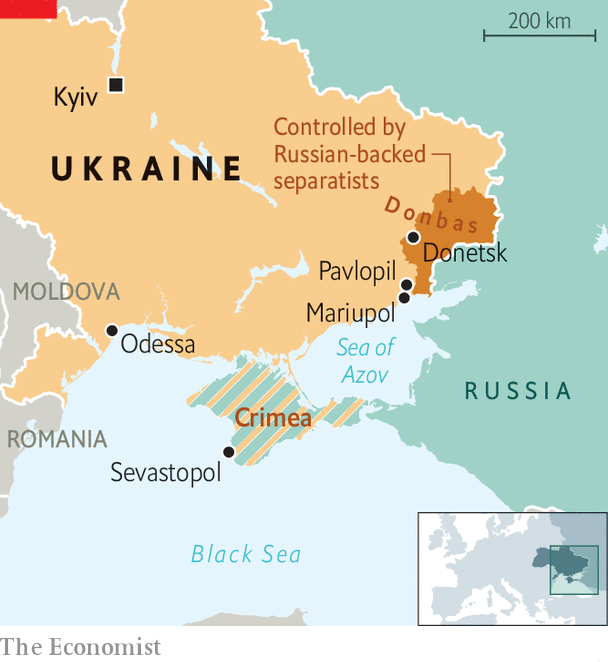 200 km
Kyiv
Controlled by
Russian-backed
separatists
UKRAINE
Donbas
Donetsk
Pavlopil
MOLDOVA
Mariupol
Odessa
Sea of
Azov
RUSSIA
Crimea
ROMANIA
Sevastopol
Black Sea
The Economist